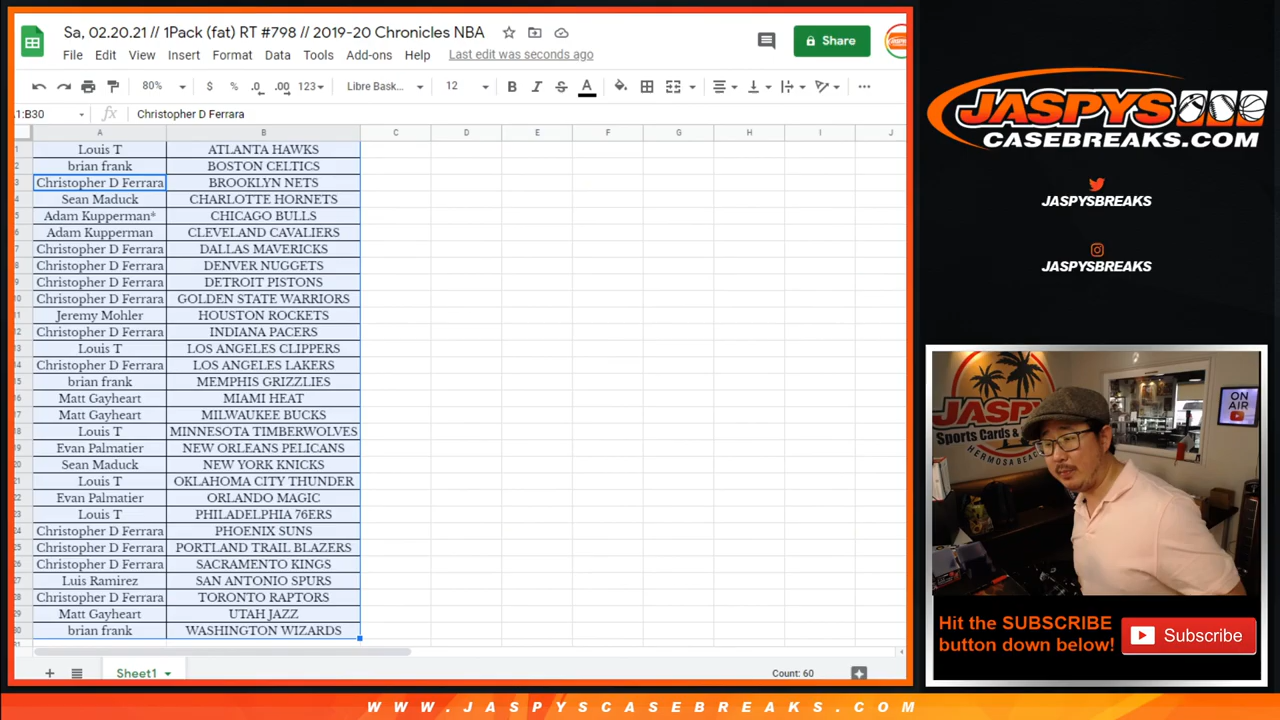 Sa, 02.20.21 // 1Pack (fat) RT #798 // 2019-20 Chronicles NBA
File Edit View Insert Format Data Tools Add-ons Help Last edit was seconds ago
Share
80% $ % .0 .00 123 Libre Bask... 12 B I S A
1:B30 fx Christopher D Ferrara
A B C D E F G H I J
1 Louis T ATLANTA HAWKS
2 brian frank BOSTON CELTICS
3 Christopher D Ferrara BROOKLYN NETS
4 Sean Maduck CHARLOTTE HORNETS
5 Adam Kupperman* CHICAGO BULLS
6 Adam Kupperman CLEVELAND CAVALIERS
7 Christopher D Ferrara DALLAS MAVERICKS
8 Christopher D Ferrara DENVER NUGGETS
9 Christopher D Ferrara DETROIT PISTONS
10 Christopher D Ferrara GOLDEN STATE WARRIORS
11 Jeremy Mohler HOUSTON ROCKETS
12 Christopher D Ferrara INDIANA PACERS
13 Louis T LOS ANGELES CLIPPERS
14 Christopher D Ferrara LOS ANGELES LAKERS
15 brian frank MEMPHIS GRIZZLIES
16 Matt Gayheart MIAMI HEAT
17 Matt Gayheart MILWAUKEE BUCKS
18 Louis T MINNESOTA TIMBERWOLVES
19 Evan Palmatier NEW ORLEANS PELICANS
20 Sean Maduck NEW YORK KNICKS
21 Louis T OKLAHOMA CITY THUNDER
22 Evan Palmatier ORLANDO MAGIC
23 Louis T PHILADELPHIA 76ERS
24 Christopher D Ferrara PHOENIX SUNS
25 Christopher D Ferrara PORTLAND TRAIL BLAZERS
26 Christopher D Ferrara SACRAMENTO KINGS
27 Luis Ramirez SAN ANTONIO SPURS
28 Christopher D Ferrara TORONTO RAPTORS
29 Matt Gayheart UTAH JAZZ
30 brian frank WASHINGTON WIZARDS
Sheet1
Count: 60
JASPYS
CASEBREAKS.COM
JASPYSBREAKS
JASPYSBREAKS
JASPY
Sports Cards &
HERMOSA BEA
ON
AIR
Hit the SUBSCRIBE
button down below!
Subscribe
WWW.JASPYSCASEBREAKS.COM